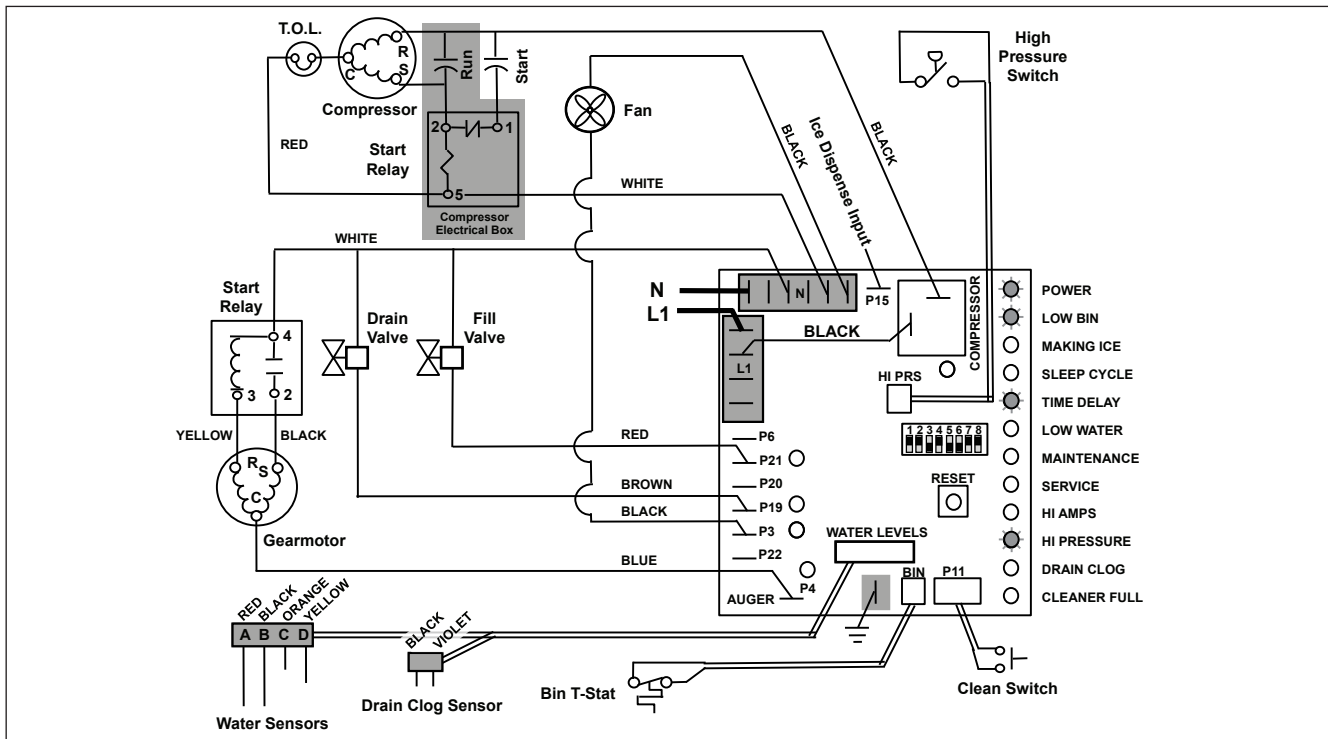 T.O.L.
R
S
C
Compressor
Run
Start
2
1
5
Start
Relay
Compressor
Electrical Box
RED
Fan
BLACK
Ice Dispense Input
BLACK
High
Pressure
Switch
WHITE
WHITE
Start
Relay
4
3
2
YELLOW
BLACK
R
S
C
Gearmotor
Drain
Valve
Fill
Valve
N
L1
N
P15
BLACK
L1
COMPRESSOR
HI PRS
1 2 3 4 5 6 7 8
RESET
RED
BROWN
BLACK
BLUE
P6
P21
P20
P19
P3
P22
P4
AUGER
WATER LEVELS
BIN
P11
POWER
LOW BIN
MAKING ICE
SLEEP CYCLE
TIME DELAY
LOW WATER
MAINTENANCE
SERVICE
HI AMPS
HI PRESSURE
DRAIN CLOG
CLEANER FULL
RED
BLACK
ORANGE
YELLOW
A B C D
Water Sensors
BLACK
VIOLET
Drain Clog Sensor
Bin T-Stat
Clean Switch